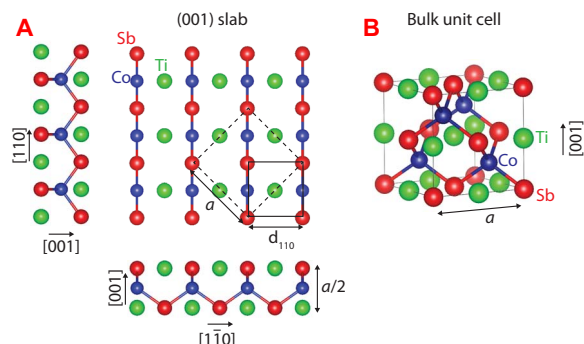 A
(001) slab
Sb
Co
Ti
[110]
[001]
a
d110
[001]
a/2
[11̅0]
B
Bulk unit cell
Ti
Co
Sb
[001]
a